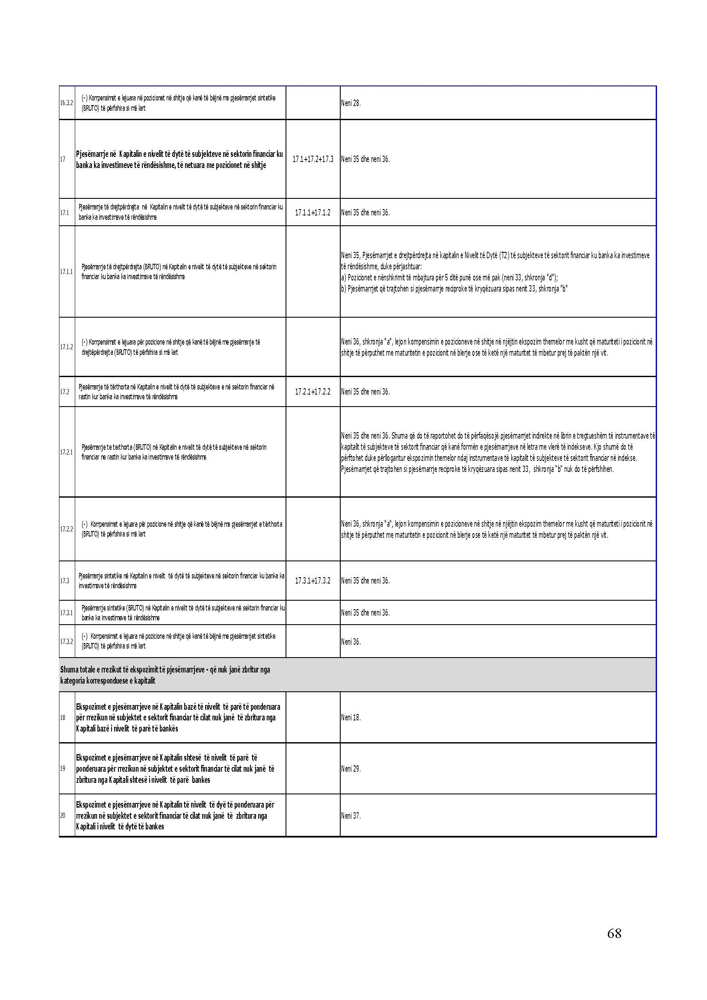 16.3.2 (-) Kompensimet e lejuara në pozicionet në shitje që kanë të bëjnë me pjesëmarrjet sintetike
(BRUTO) të përfshira si më lart
Neni 28.
17 Pjesëmarrje në Kapitalin e nivelit të dytë të subjekteve në sektorin financiar ku
banka ka investimeve të rëndësishme, të netuara me pozicionet në shitje
17.1+17.2+17.3 Neni 35 dhe neni 36.
17.1 Pjesëmarrje të drejtpërdrejta në Kapitalin e nivelit të dytë të subjekteve në sektorin financiar ku
banka ka investimeve të rëndësishme
17.1.1+17.1.2 Neni 35 dhe neni 36.
17.1.1 Pjesëmarrje të drejtpërdrejta (BRUTO) në Kapitalin e nivelit të dytë të subjekteve në sektorin
financiar ku banka ka investimeve të rëndësishme
Neni 35, Pjesëmarrjet e drejtpërdrejta në kapitalin e Nivelit të Dytë (T2) të subjekteve të sektorit financiar ku banka ka investimeve
të rëndësishme, duke përjashtuar:
a) Pozicionet e nënshkrimit të mbajtura për 5 ditë punë ose më pak (neni 33, shkronja "d");
b) Pjesëmarrjet që trajtohen si pjesëmarrje reciproke të kryqëzuara sipas nenit 33, shkronja "b"
17.1.2 (-) Kompensimet e lejuara për pozicione në shitje që kanë të bëjnë me pjesëmarrje të
drejtëpërdrejta (BRUTO) të përfshira si më lart
Neni 36, shkronja "a", lejon kompensimin e pozicioneve në shitje në njëjtin ekspozim themelor me kusht që maturiteti i pozicionit në
shitje të përputhet me maturitetin e pozicionit në blerje ose të ketë një maturitet të mbetur prej të paktën një vit.
17.2 Pjesëmarrje të tërthorta në Kapitalin e nivelit të dytë të subjekteve e në sektorin financiar në
rastin kur banka ka investimeve të rëndësishme
17.2.1+17.2.2 Neni 35 dhe neni 36.
17.2.1 Pjesëmarrje te terthorta (BRUTO) në Kapitalin e nivelit të dytë të subjekteve në sektorin
financiar ne rastin kur banka ka investimeve të rëndësishme
Neni 35 dhe neni 36. Shuma që do të raportohet do të përfaqësojë pjesëmarrjet indirekte në librin e tregtueshëm të instrumentave të
kapitalit të subjekteve të sektorit financiar që kanë formën e pjesëmarrjeve në letra me vlerë të indekseve. Kjo shumë do të
përftohet duke përllogaritur ekspozimin themelor ndaj instrumentave të kapitalit të subjekteve të sektorit financiar në indekse.
Pjesëmarrjet që trajtohen si pjesëmarrje reciproke të kryqëzuara sipas nenit 33, shkronja “b“ nuk do të përfshihen.
17.2.2 (-) Kompensimet e lejuara për pozicione në shitje që kanë të bëjnë me pjesëmarrjet e tërthorta
(BRUTO) të përfshira si më lart
Neni 36, shkronja "a", lejon kompensimin e pozicioneve në shitje në njëjtin ekspozim themelor me kusht që maturiteti i pozicionit në
shitje të përputhet me maturitetin e pozicionit në blerje ose të ketë një maturitet të mbetur prej të paktën një vit.
17.3 Pjesëmarrje sintetike në Kapitalin e nivelit të dytë të subjekteve në sektorin financiar ku banka ka
investimeve të rëndësishme
17.3.1+17.3.2 Neni 35 dhe neni 36.
17.3.1 Pjesëmarrje sintetike (BRUTO) në Kapitalin e nivelit të dytë të subjekteve në sektorin financiar ku
banka ka investimeve të rëndësishme
Neni 35 dhe neni 36.
17.3.2 (-) Kompensimet e lejuara në pozicione në shitje që kanë të bëjnë me pjesëmarrjet sintetike
(BRUTO) të përfshira si më lart
Neni 36.
Shuma totale e rrezikut të ekspozimit të pjesëmarrjeve - që nuk janë zbritur nga
kategoria korresponduese e kapitalit
18 Ekspozimet e pjesëmarrjeve në Kapitalin bazë të nivelit të parë të ponderuara
për rrezikun në subjektet e sektorit financiar të cilat nuk janë të zbritura nga
Kapitali bazë i nivelit të parë të bankës
Neni 18.
19 Ekspozimet e pjesëmarrjeve në Kapitalin shtesë të nivelit të parë të
ponderuara për rrezikun në subjektet e sektorit financiar të cilat nuk janë të
zbritura nga Kapitali shtesë i nivelit të parë bankes
Neni 29.
20 Ekspozimet e pjesëmarrjeve në Kapitalin të nivelit të dyë të ponderuara për
rrezikun në subjektet e sektorit financiar të cilat nuk janë të zbritura nga
Kapitali i nivelit të dytë të bankes
Neni 37.
68